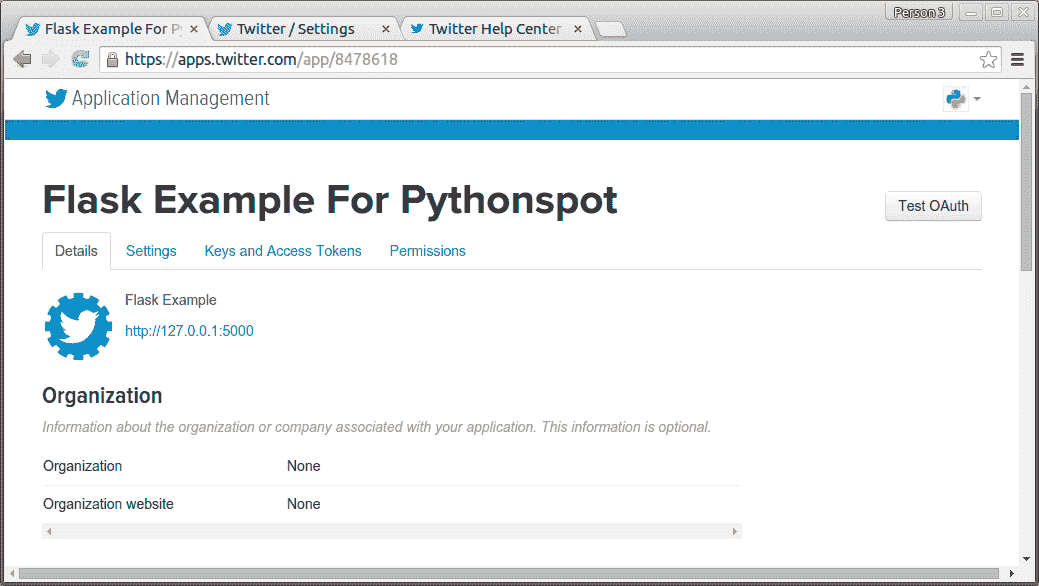 Person 3
Flask Example For Py
Twitter / Settings
Twitter Help Center
https://apps.twitter.com/app/8478618
Application Management
Flask Example For Pythonspot
Test OAuth
Details Settings Keys and Access Tokens Permissions
Flask Example
http://127.0.0.1:5000
Organization
Information about the organization or company associated with your application. This information is optional.
Organization None
Organization website None